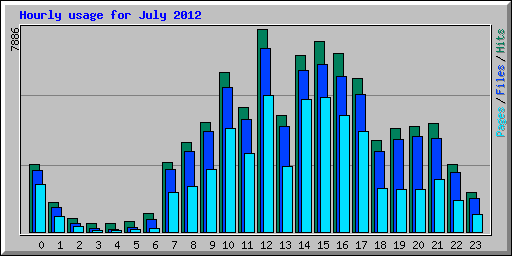 Hourly usage for July 2012
7886
Pages/Files/Hits
0 1 2 3 4 5 6 7 8 9 10 11 12 13 14 15 16 17 18 19 20 21 22 23